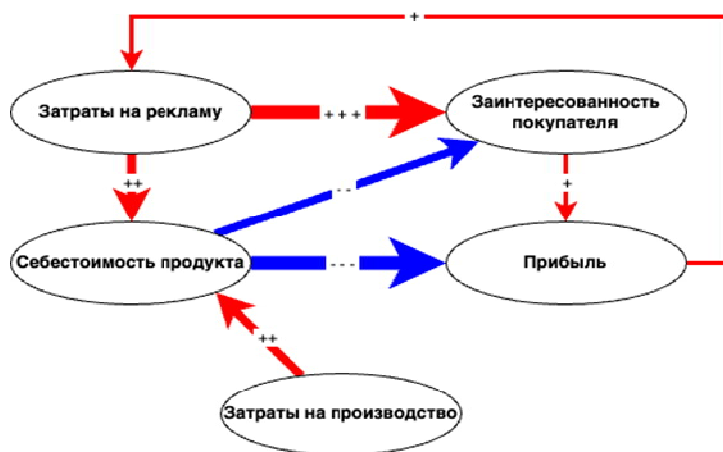 +
Затраты на рекламу
+ + +
Заинтересованность
покупателя
++
- -
+
Себестоимость продукта
- - -
Прибыль
++
Затраты на производство